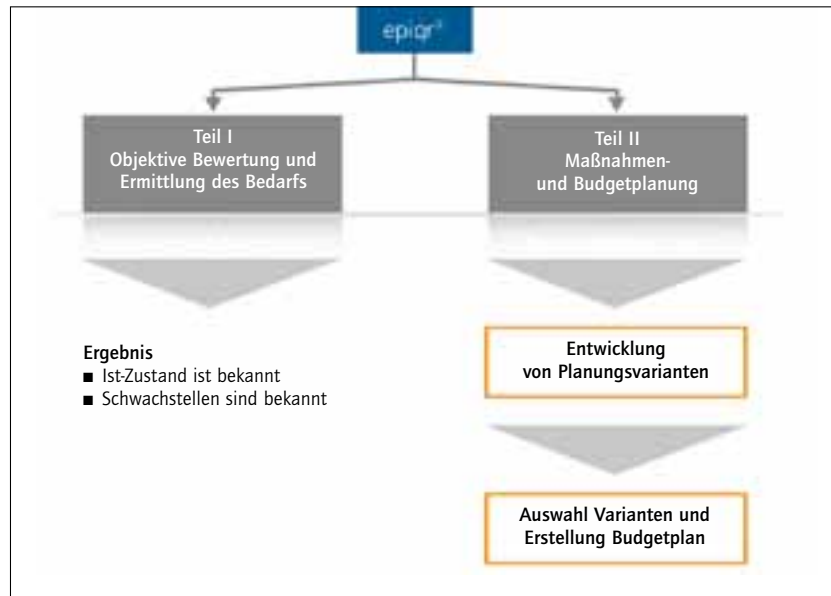 epiqr³
Teil I
Objektive Bewertung und
Ermittlung des Bedarfs
Teil II
Maßnahmen-
und Budgetplanung
Ergebnis
■ Ist-Zustand ist bekannt
■ Schwachstellen sind bekannt
Entwicklung
von Planungsvarianten
Auswahl Varianten und
Erstellung Budgetplan